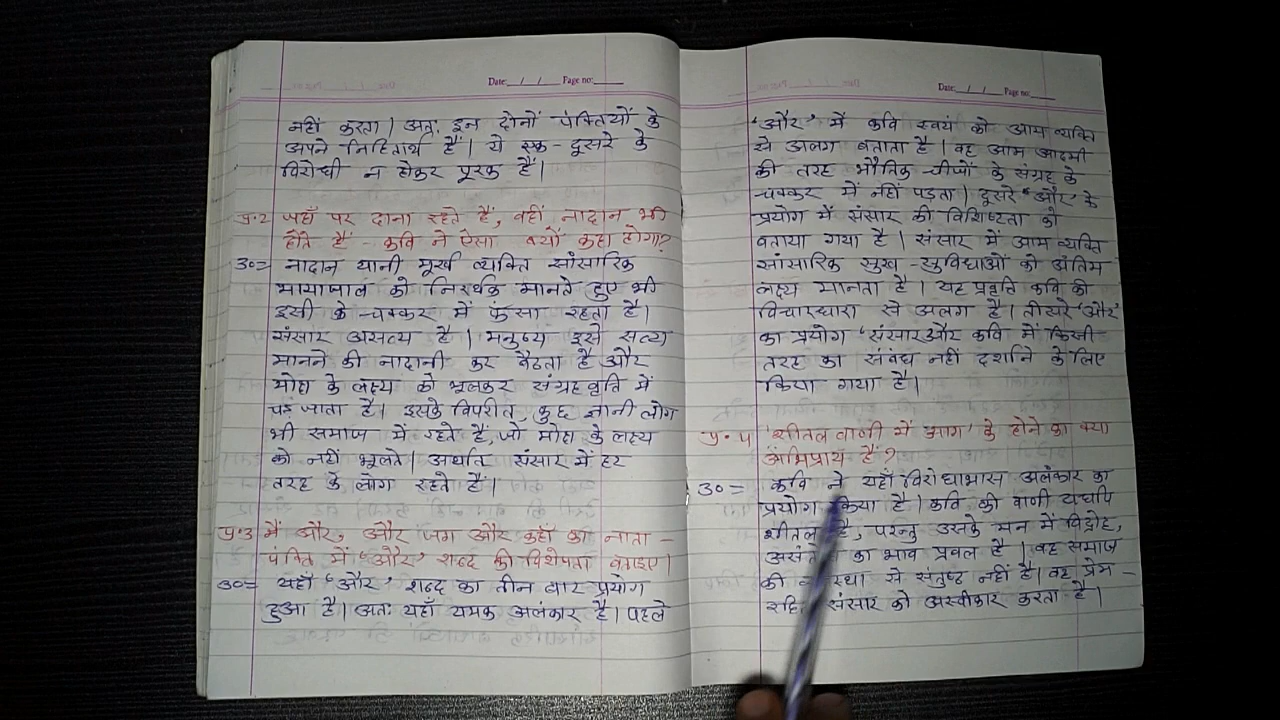 Date: / / Page no:
नहीं करता। अतः इन दोनों पंक्तियों के
अपने निहितार्थ हैं। ये एक-दूसरे के
विरोधी न होकर पूरक हैं।
प्र॰2 जहाँ पर दाना रहते हैं, वहीं नादान भी
होते हैं - कवि ने ऐसा क्यों कहा होगा?
उ०= नादान यानी मूर्ख व्यक्ति सांसारिक
मायाजाल को निरर्थक मानते हुए भी
इसी के चक्कर में फँसा रहता है।
संसार असत्य है। मनुष्य इसे सत्य
मानने की नादानी कर बैठता है और
मोक्ष के लक्ष्य को भूलकर संग्रहवृति में
पड़ जाता है। इसके विपरीत, कुछ ज्ञानी लोग
भी समाज में रहते हैं, जो मोक्ष के लक्ष्य
को नहीं भूलते। अर्थात संसार में हर
तरह के लोग रहते हैं।
प्र॰3 मैं और, और जग और कहाँ का नाता -
पंक्ति में 'और' शब्द की विशेषता बताइए।
उ०= यहाँ 'और' शब्द का तीन बार प्रयोग
हुआ है। अतः यहाँ यमक अलंकार है। पहले
Date: / / Page no:
'और' में कवि स्वयं को आम व्यक्ति
से अलग बताता है। वह आम आदमी
की तरह भौतिक चीजों के संग्रह के
चक्कर में नहीं पड़ता। दूसरे 'और' के
प्रयोग में संसार की विशिष्टता को
बताया गया है। संसार में आम व्यक्ति
सांसारिक सुख-सुविधाओं को अंतिम
लक्ष्य मानता है। यह प्रवृति कवि की
विचारधारा से अलग है। तीसरे 'और'
का प्रयोग 'संसार और कवि में किसी
तरह का संबंध नहीं दर्शाने के लिए
किया गया है।
प्र॰4 'शीतल वाणी में आग' के होने का क्या
अभिप्राय है?
उ०= कवि ने यहाँ विरोधाभास अलंकार का
प्रयोग किया है। कवि की वाणी यद्यपि
शीतल है, परन्तु उसके मन में विद्रोह,
का भाव प्रबल है। वह समाज
की से संतुष्ट नहीं है। वह प्रेम-
संसार को अस्वीकार करता है।